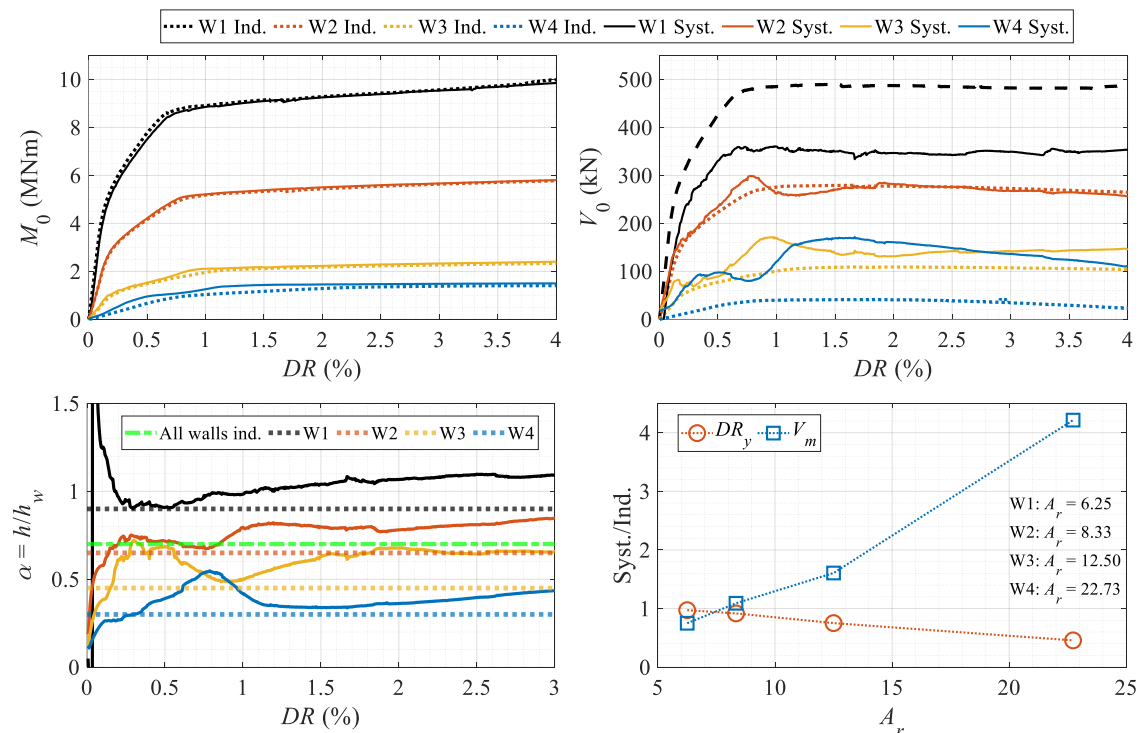 W1 Ind. W2 Ind. W3 Ind. W4 Ind. W1 Syst. W2 Syst. W3 Syst. W4 Syst.
10
8
6
4
2
0
M0 (MNm)
0 0.5 1 1.5 2 2.5 3 3.5 4
DR (%)
500
400
300
200
100
0
V0 (kN)
0 0.5 1 1.5 2 2.5 3 3.5 4
DR (%)
1.5
1
0.5
0
α = h/hw
All walls ind. W1 W2 W3 W4
0 0.5 1 1.5 2 2.5 3
DR (%)
4
3
2
1
0
Syst./Ind.
DRy Vm
W1: Ar = 6.25
W2: Ar = 8.33
W3: Ar = 12.50
W4: Ar = 22.73
5 10 15 20 25
Ar